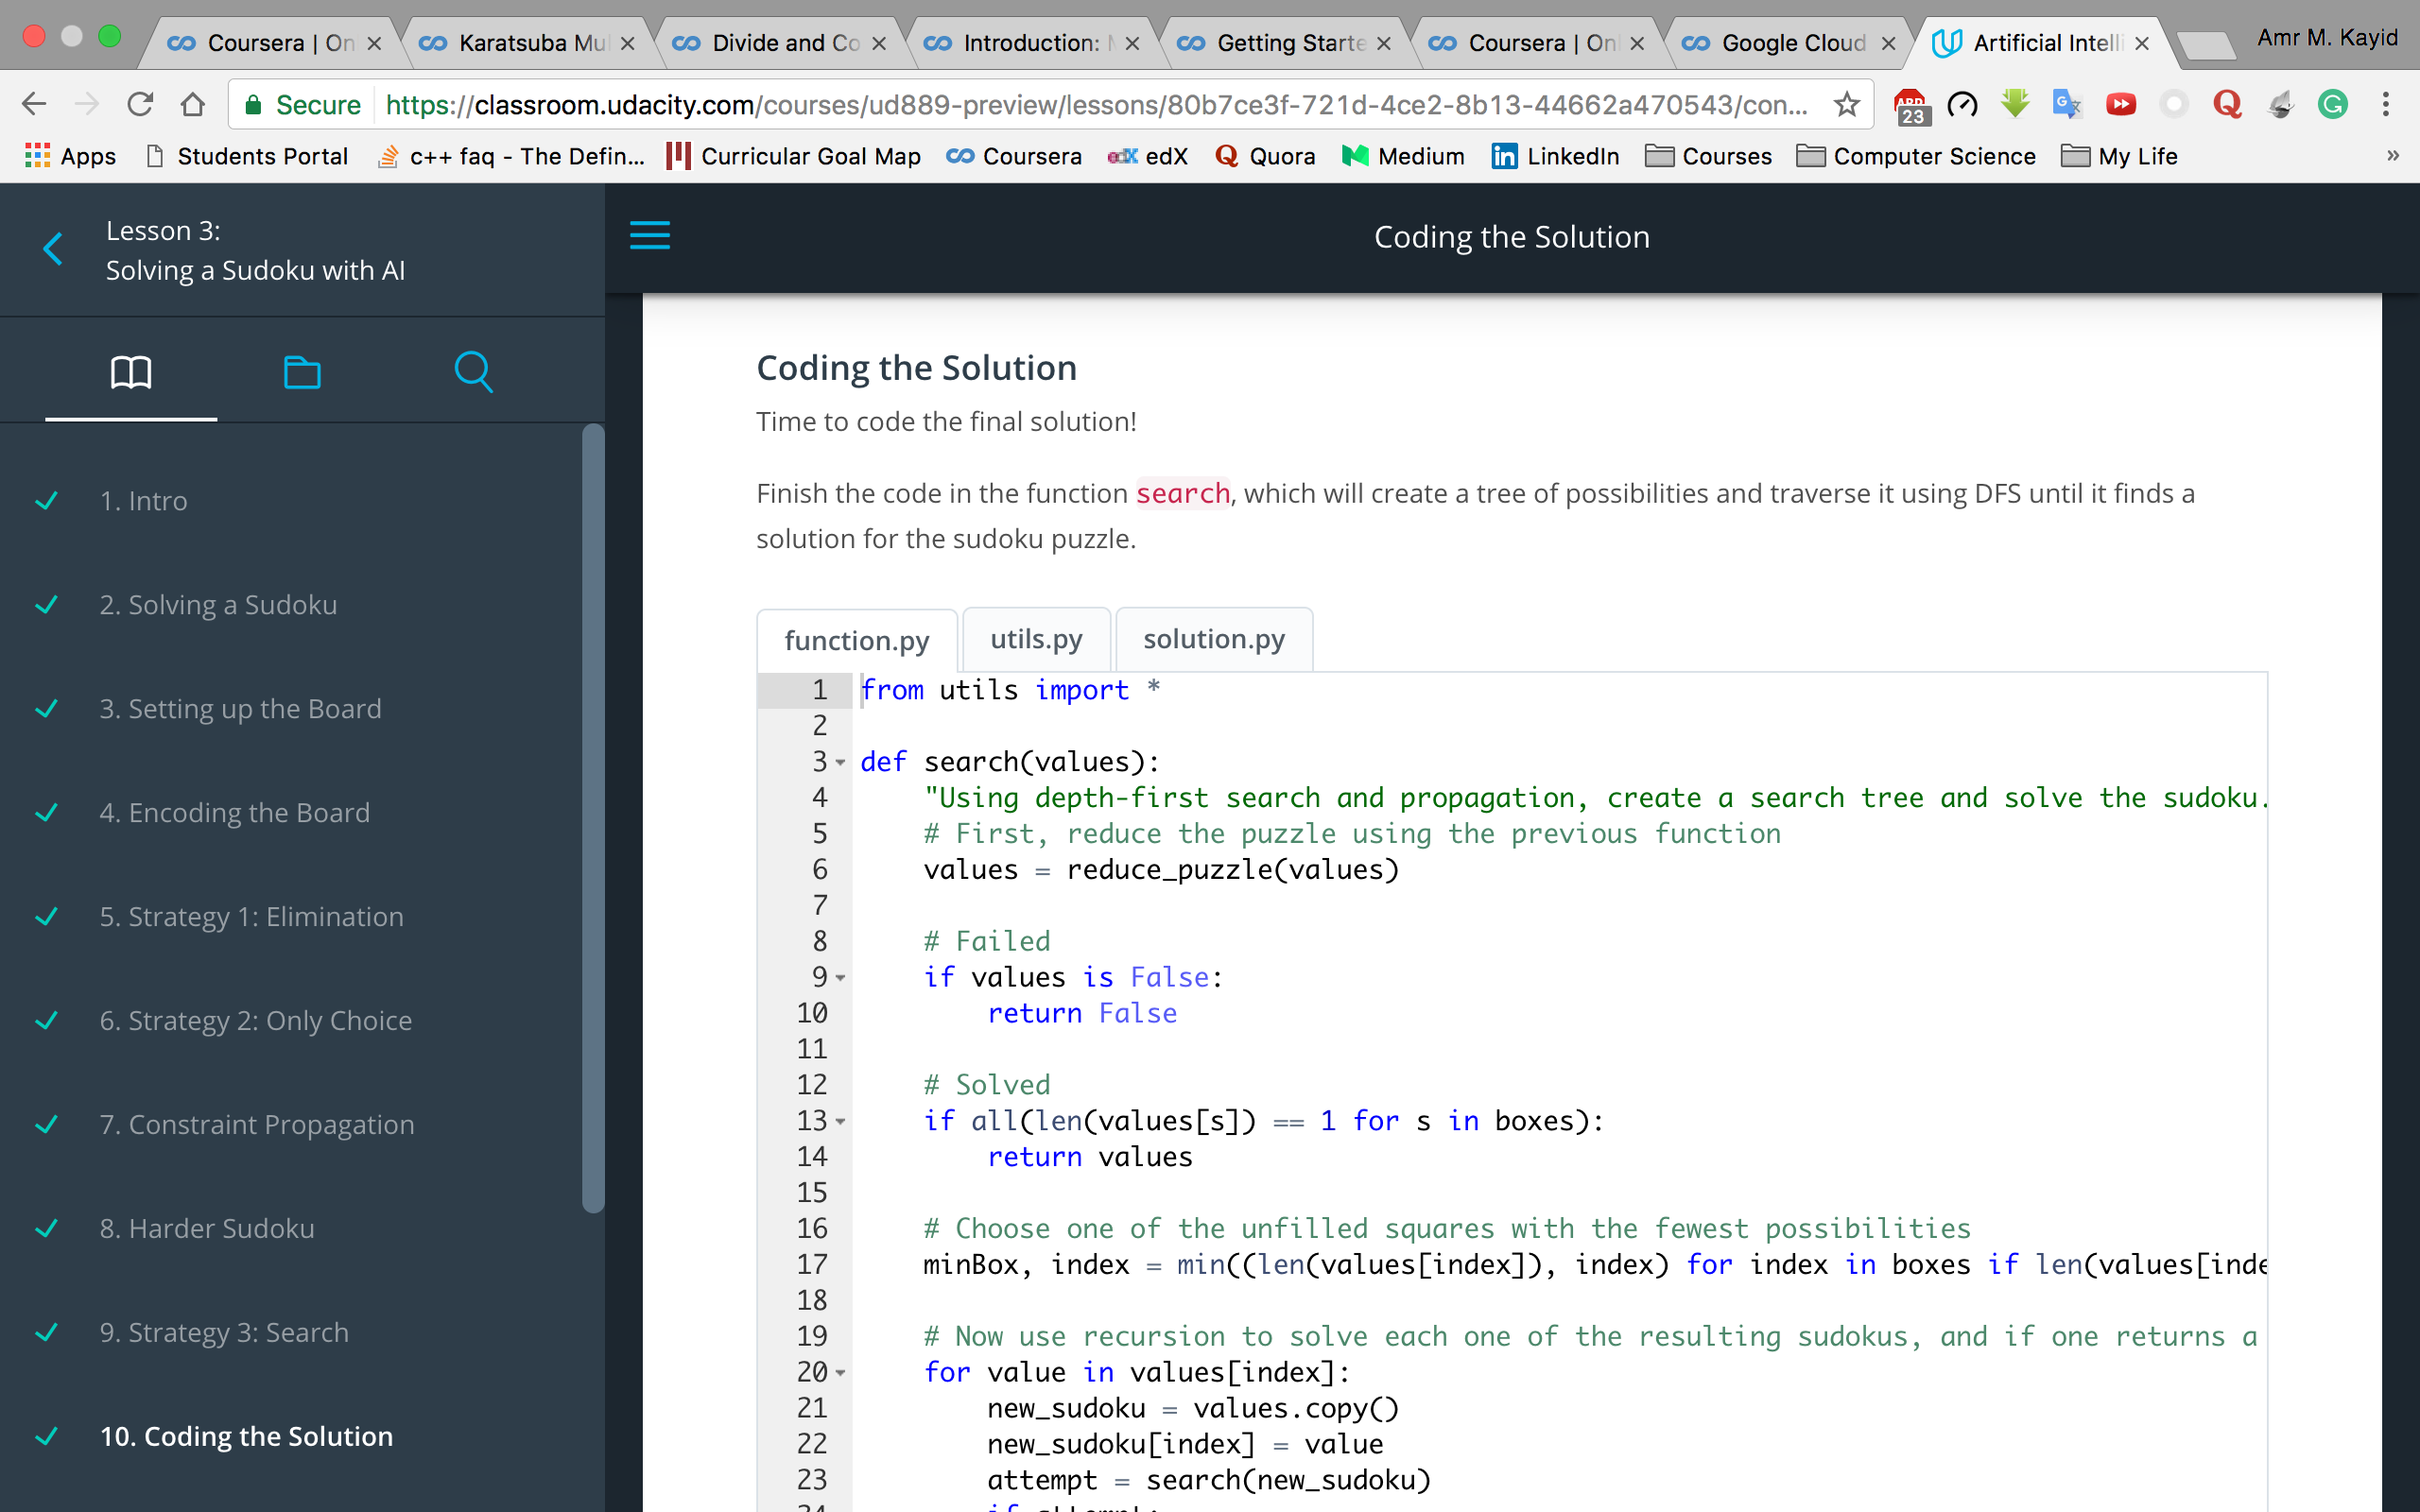 Coursera | On
Karatsuba Mul
Divide and Co
Introduction:
Getting Starte
Coursera | Onl
Google Cloud
Artificial Intelli
Amr M. Kayid
Secure
https://classroom.udacity.com/courses/ud889-preview/lessons/80b7ce3f-721d-4ce2-8b13-44662a470543/con...
23
Apps
Students Portal
c++ faq - The Defin...
Curricular Goal Map
Coursera
edX
Quora
Medium
LinkedIn
Courses
Computer Science
My Life
»
Lesson 3:
Solving a Sudoku with AI
1. Intro
2. Solving a Sudoku
3. Setting up the Board
4. Encoding the Board
5. Strategy 1: Elimination
6. Strategy 2: Only Choice
7. Constraint Propagation
8. Harder Sudoku
9. Strategy 3: Search
10. Coding the Solution
Coding the Solution
Coding the Solution
Time to code the final solution!
Finish the code in the function search, which will create a tree of possibilities and traverse it using DFS until it finds a
solution for the sudoku puzzle.
function.py
utils.py
solution.py
1 from utils import *
2
3 def search(values):
4 "Using depth-first search and propagation, create a search tree and solve the sudoku.
5 # First, reduce the puzzle using the previous function
6 values = reduce_puzzle(values)
7
8 # Failed
9 if values is False:
10 return False
11
12 # Solved
13 if all(len(values[s]) == 1 for s in boxes):
14 return values
15
16 # Choose one of the unfilled squares with the fewest possibilities
17 minBox, index = min((len(values[index]), index) for index in boxes if len(values[inde
18
19 # Now use recursion to solve each one of the resulting sudokus, and if one returns a
20 for value in values[index]:
21 new_sudoku = values.copy()
22 new_sudoku[index] = value
23 attempt = search(new_sudoku)
24 if attempt: